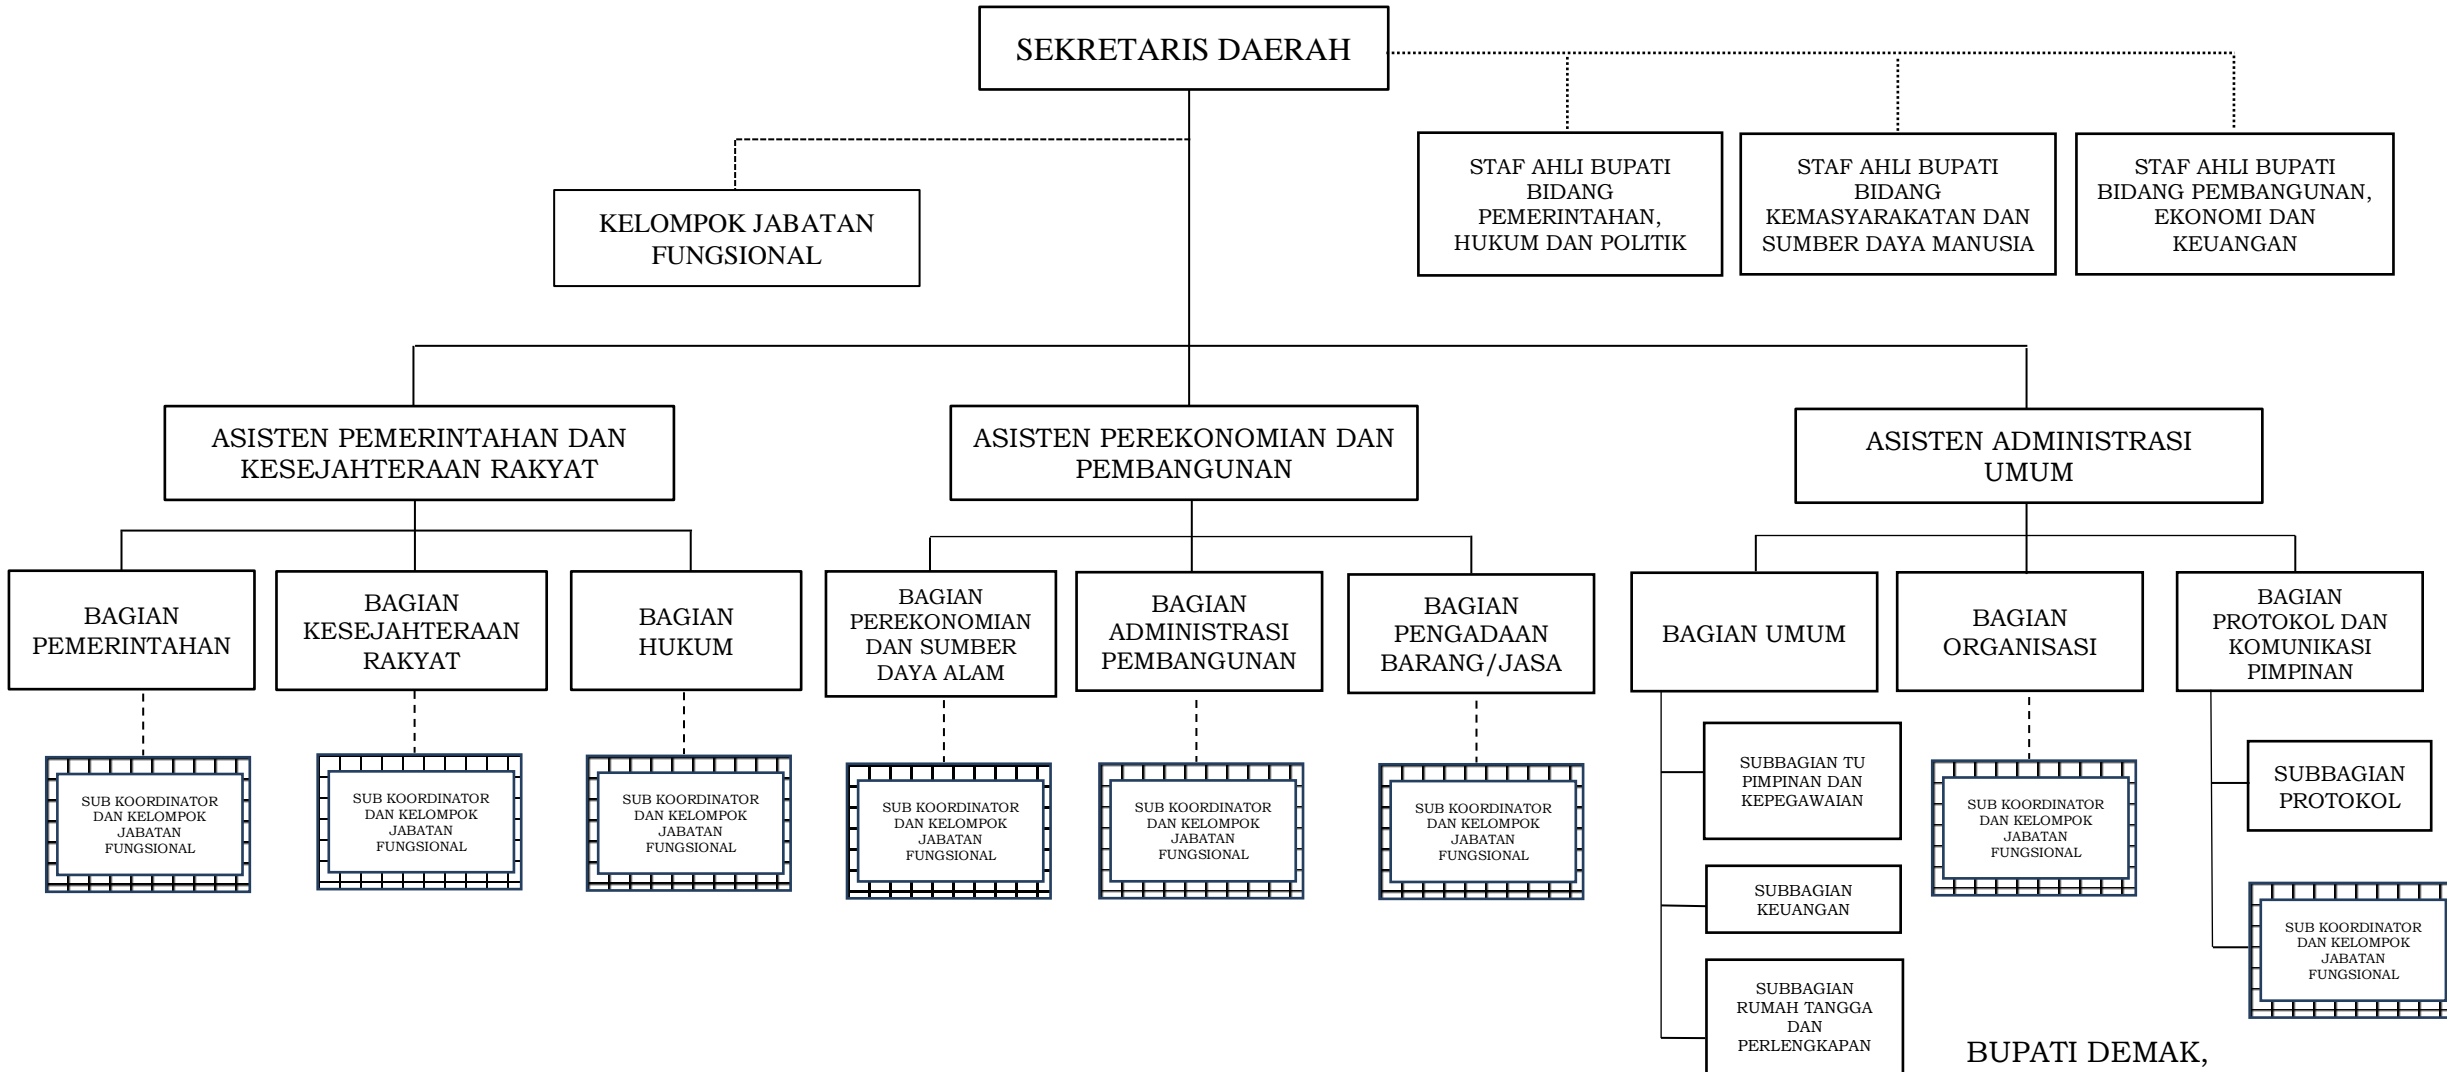 SEKRETARIS DAERAH
STAF AHLI BUPATI
BIDANG
PEMERINTAHAN,
HUKUM DAN POLITIK
STAF AHLI BUPATI
BIDANG
KEMASYARAKATAN DAN
SUMBER DAYA MANUSIA
STAF AHLI BUPATI
BIDANG PEMBANGUNAN,
EKONOMI DAN
KEUANGAN
KELOMPOK JABATAN
FUNGSIONAL
ASISTEN PEMERINTAHAN DAN
KESEJAHTERAAN RAKYAT
ASISTEN PEREKONOMIAN DAN
PEMBANGUNAN
ASISTEN ADMINISTRASI
UMUM
BAGIAN
PEMERINTAHAN
BAGIAN
KESEJAHTERAAN
RAKYAT
BAGIAN
HUKUM
BAGIAN
PEREKONOMIAN
DAN SUMBER
DAYA ALAM
BAGIAN
ADMINISTRASI
PEMBANGUNAN
BAGIAN
PENGADAAN
BARANG/JASA
BAGIAN UMUM
BAGIAN
ORGANISASI
BAGIAN
PROTOKOL DAN
KOMUNIKASI
PIMPINAN
SUB KOORDINATOR
DAN KELOMPOK
JABATAN
FUNGSIONAL
SUB KOORDINATOR
DAN KELOMPOK
JABATAN
FUNGSIONAL
SUB KOORDINATOR
DAN KELOMPOK
JABATAN
FUNGSIONAL
SUB KOORDINATOR
DAN KELOMPOK
JABATAN
FUNGSIONAL
SUB KOORDINATOR
DAN KELOMPOK
JABATAN
FUNGSIONAL
SUB KOORDINATOR
DAN KELOMPOK
JABATAN
FUNGSIONAL
SUBBAGIAN TU
PIMPINAN DAN
KEPEGAWAIAN
SUBBAGIAN
KEUANGAN
SUBBAGIAN
RUMAH TANGGA
DAN
PERLENGKAPAN
SUB KOORDINATOR
DAN KELOMPOK
JABATAN
FUNGSIONAL
SUBBAGIAN
PROTOKOL
SUB KOORDINATOR
DAN KELOMPOK
JABATAN
FUNGSIONAL
BUPATI DEMAK,